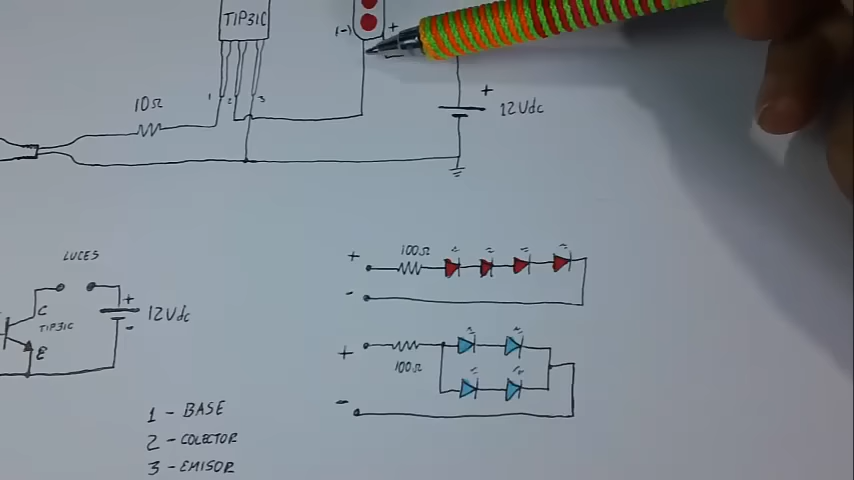 TIP31C
(-)
+
-
10Ω
1 2 3
+
12Vdc
LUCES
+
100Ω
-
C
TIP31C
E
+
-
12Vdc
+
100Ω
-
1 - BASE
2 - COLECTOR
3 - EMISOR